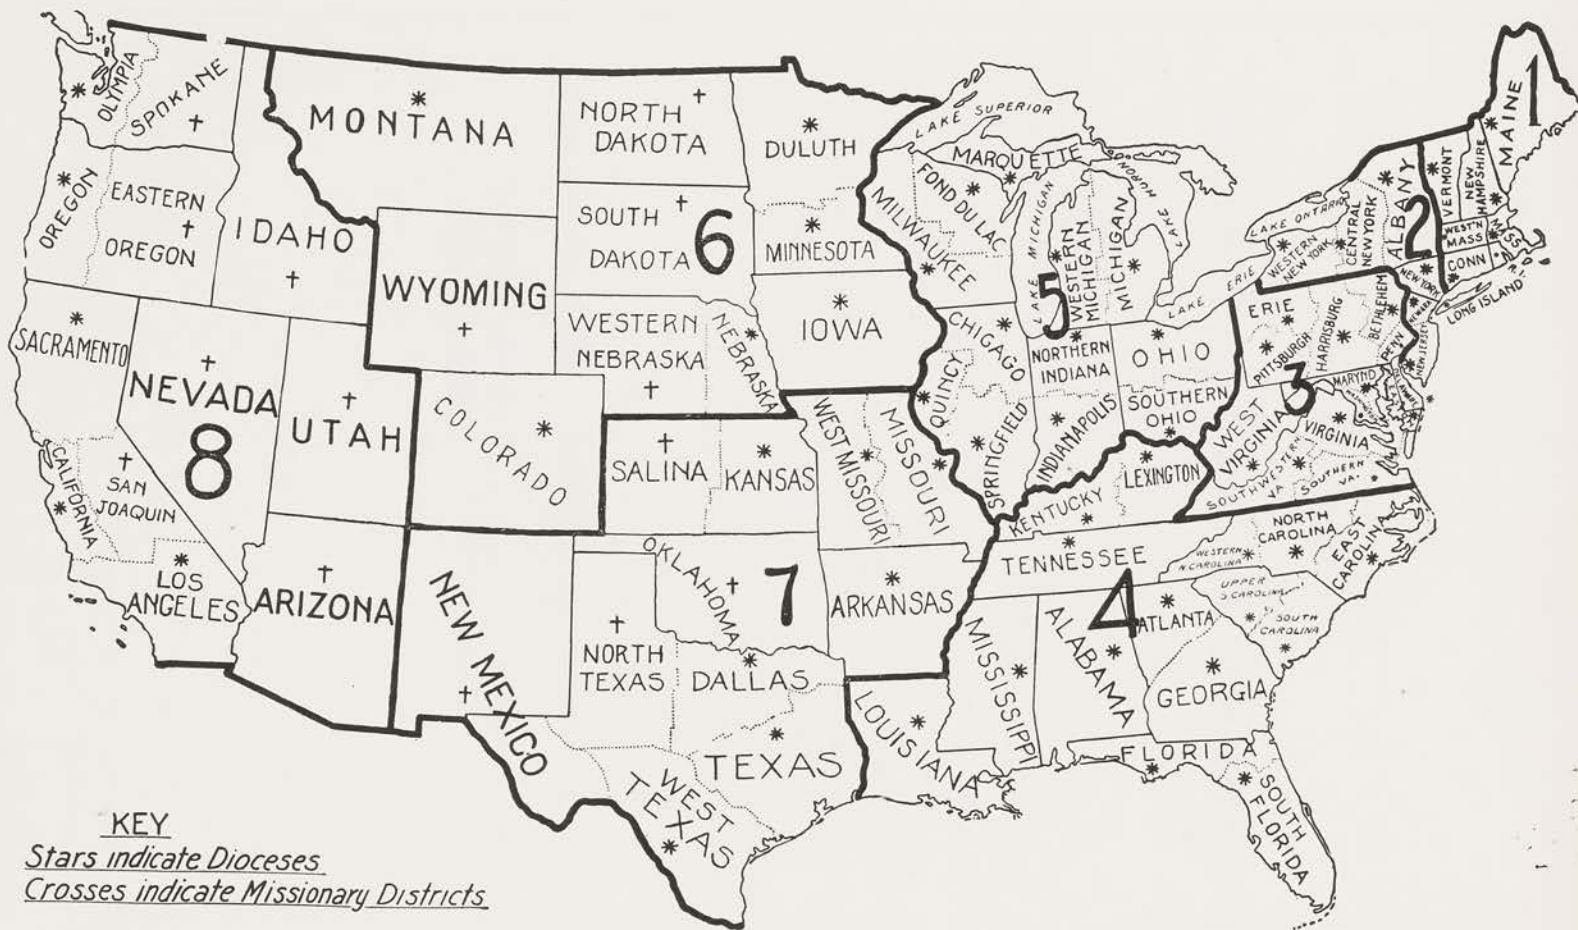 OLYMPIA
SPOKANE
OREGON
EASTERN
OREGON
IDAHO
MONTANA
WYOMING
SACRAMENTO
NEVADA
8
UTAH
CALIFORNIA
SAN
JOAQUIN
LOS
ANGELES
ARIZONA
NORTH
DAKOTA
SOUTH
DAKOTA
6
WESTERN
NEBRASKA
NEBRASKA
DULUTH
MINNESOTA
IOWA
COLORADO
SALINA
KANSAS
WEST MISSOURI
MISSOURI
NEW MEXICO
OKLAHOMA
7
ARKANSAS
NORTH
TEXAS
DALLAS
TEXAS
WEST
TEXAS
LAKE SUPERIOR
MARQUETTE
FOND DU LAC
MILWAUKEE
LAKE MICHIGAN
5
WESTERN
MICHIGAN
MICHIGAN
LAKE HURON
LAKE ERIE
LAKE ONTARIO
CHIGAGO
QUINCY
SPRINGFIELD
NORTHERN
INDIANA
INDIANAPOLIS
OHIO
SOUTHERN
OHIO
KENTUCKY
LEXINGTON
TENNESSEE
4
MISSISSIPPI
ALABAMA
ATLANTA
GEORGIA
LOUISIANA
FLORIDA
SOUTH
FLORIDA
WESTERN
N. CAROLINA
NORTH
CAROLINA
EAST
CAROLINA
UPPER
S CAROLINA
SOUTH
CAROLINA
3
WEST
VIRGINIA
VIRGINIA
SOUTHWESTERN
VA
SOUTHERN
VA.
MARYND
ERIE
PITTSBURGH
HARRISBURG
BETHLEHEM
PENN
NEWARK
NEW JERSEY
2
WESTERN
NEW YORK
CENTRAL
NEW YORK
ALBANY
NEW YORK
LONG ISLAND
1
MAINE
VERMONT
NEW
HAMPSHIRE
WEST'N
MASS
MASS
CONN
R.I.
KEY
Stars indicate Dioceses
Crosses indicate Missionary Districts